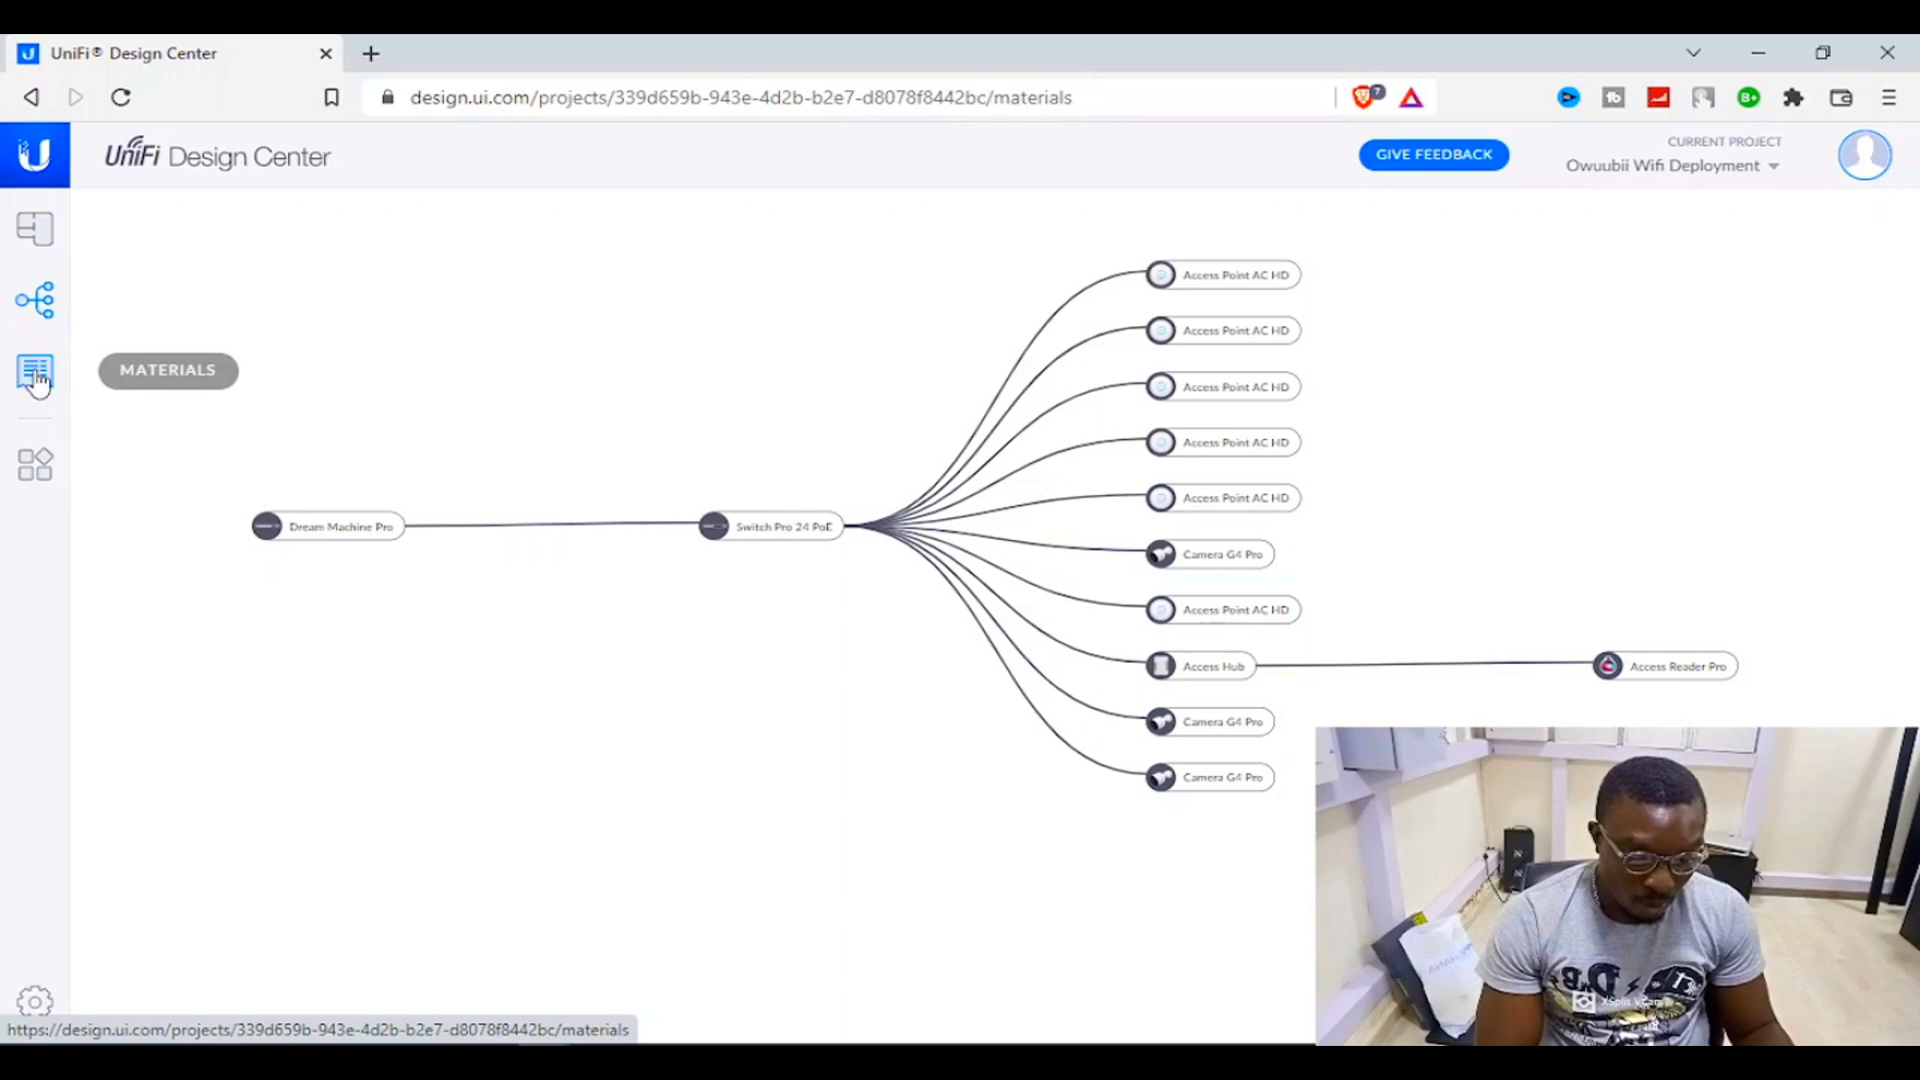 UniFi® Design Center
design.ui.com/projects/339d659b-943e-4d2b-b2e7-d8078f8442bc/materials
7
B+
UniFi Design Center
GIVE FEEDBACK
CURRENT PROJECT
Owuubii Wifi Deployment
MATERIALS
Access Point AC HD
Access Point AC HD
Access Point AC HD
Access Point AC HD
Access Point AC HD
Dream Machine Pro
Switch Pro 24 PoE
Camera G4 Pro
Access Point AC HD
Access Hub
Access Reader Pro
Camera G4 Pro
Camera G4 Pro
XSplit VCam
https://design.ui.com/projects/339d659b-943e-4d2b-b2e7-d8078f8442bc/materials